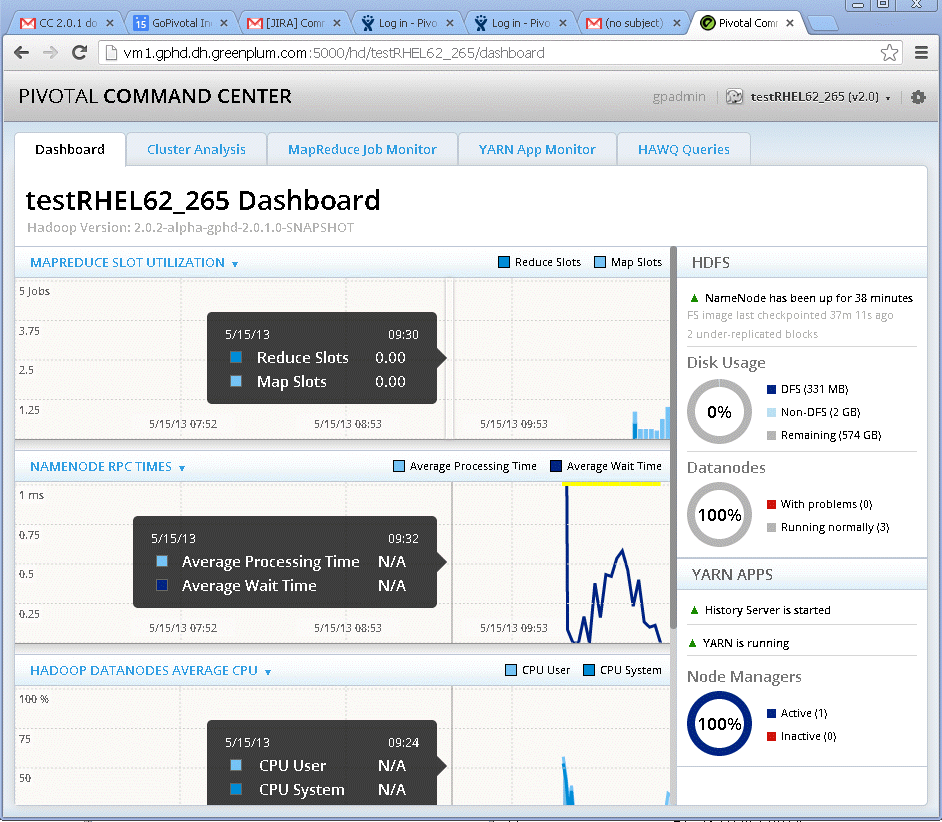 CC 2.0.1 do
15
GoPivotal In
[JIRA] Comm
Log in - Pivo
Log in - Pivo
(no subject)
Pivotal Com
vm1.gphd.dh.greenplum.com:5000/hd/testRHEL62_265/dashboard
PIVOTAL COMMAND CENTER
gpadmin
testRHEL62_265 (v2.0)
Dashboard
Cluster Analysis
MapReduce Job Monitor
YARN App Monitor
HAWQ Queries
testRHEL62_265 Dashboard
Hadoop Version: 2.0.2-alpha-gphd-2.0.1.0-SNAPSHOT
MAPREDUCE SLOT UTILIZATION
Reduce Slots
Map Slots
5 Jobs
3.75
2.5
1.25
5/15/13 09:30
Reduce Slots 0.00
Map Slots 0.00
5/15/13 07:52
5/15/13 08:53
5/15/13 09:53
NAMENODE RPC TIMES
Average Processing Time
Average Wait Time
1 ms
0.75
0.5
0.25
5/15/13 09:32
Average Processing Time N/A
Average Wait Time N/A
5/15/13 07:52
5/15/13 08:53
5/15/13 09:53
HADOOP DATANODES AVERAGE CPU
CPU User
CPU System
100 %
75
50
5/15/13 09:24
CPU User N/A
CPU System N/A
HDFS
NameNode has been up for 38 minutes
FS image last checkpointed 37m 11s ago
2 under-replicated blocks
Disk Usage
0%
DFS (331 MB)
Non-DFS (2 GB)
Remaining (574 GB)
Datanodes
100%
With problems (0)
Running normally (3)
YARN APPS
History Server is started
YARN is running
Node Managers
100%
Active (1)
Inactive (0)